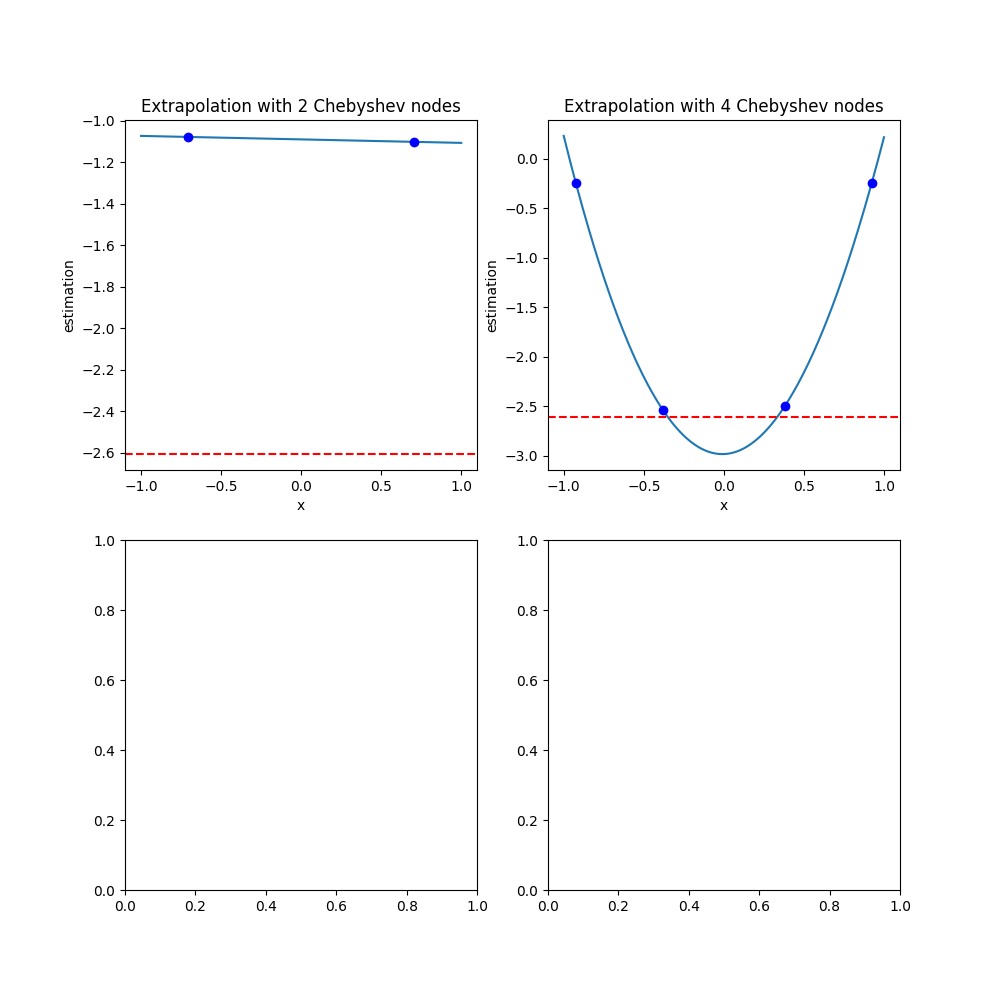 Extrapolation with 2 Chebyshev nodes
−1.0
−1.2
−1.4
−1.6
−1.8
−2.0
−2.2
−2.4
−2.6
estimation
−1.0 −0.5 0.0 0.5 1.0
x
Extrapolation with 4 Chebyshev nodes
0.0
−0.5
−1.0
−1.5
−2.0
−2.5
−3.0
estimation
−1.0 −0.5 0.0 0.5 1.0
x
1.0
0.8
0.6
0.4
0.2
0.0
0.0 0.2 0.4 0.6 0.8 1.0
1.0
0.8
0.6
0.4
0.2
0.0
0.0 0.2 0.4 0.6 0.8 1.0